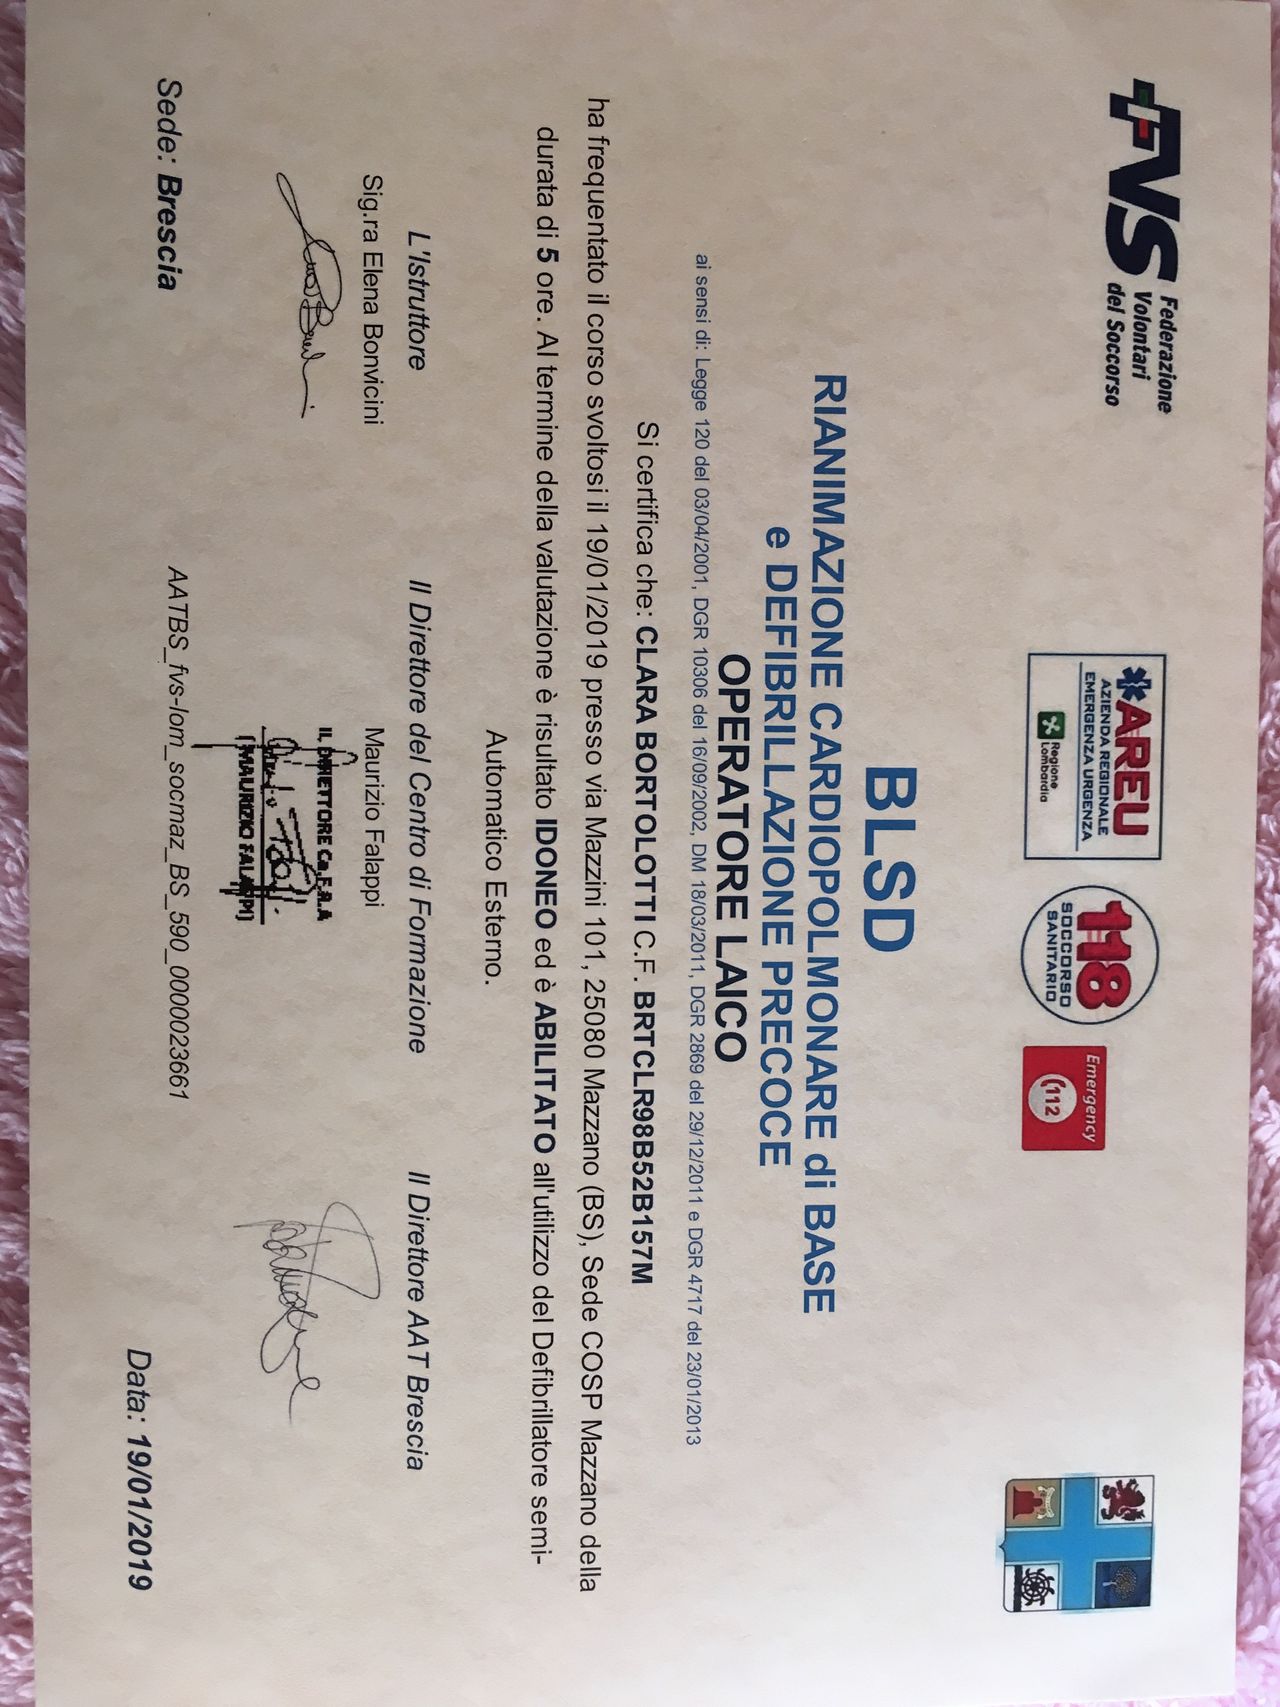 FVS
Federazione
Volontari
del Soccorso
AREU
AZIENDA REGIONALE
EMERGENZA URGENZA
Regione
Lombardia
118
SOCCORSO
SANITARIO
Emergency
112
BLSD
RIANIMAZIONE CARDIOPOLMONARE di BASE
e DEFIBRILLAZIONE PRECOCE
OPERATORE LAICO
ai sensi di: Legge 120 del 03/04/2001, DGR 10306 del 16/09/2002, DM 18/03/2011, DGR 2869 del 29/12/2011 e DGR 4717 del 23/01/2013
Si certifica che: CLARA BORTOLOTTI C.F. BRTCLR98B52B157M
ha frequentato il corso svoltosi il 19/01/2019 presso via Mazzini 101, 25080 Mazzano (BS), Sede COSP Mazzano della
durata di 5 ore. Al termine della valutazione è risultato IDONEO ed è ABILITATO all'utilizzo del Defibrillatore semi-
Automatico Esterno.
L'Istruttore
Sig.ra Elena Bonvicini
Il Direttore del Centro di Formazione
Maurizio Falappi
IL DIRETTORE Ce.F.R.A
(MAURIZIO FALAPPI)
Il Direttore AAT Brescia
Sede: Brescia
AATBS_fvs-lom_socmaz_BS_590_0000023661
Data: 19/01/2019